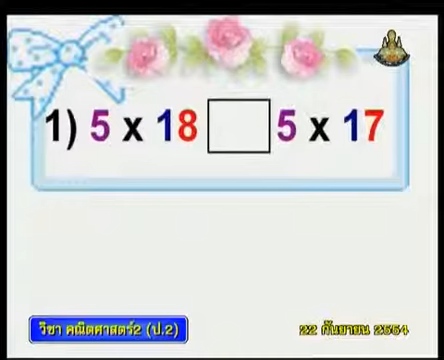 1) 5 x 18 5 x 17
วิชา คณิตศาสตร์2 (ป.2)
22 กันยายน 2554